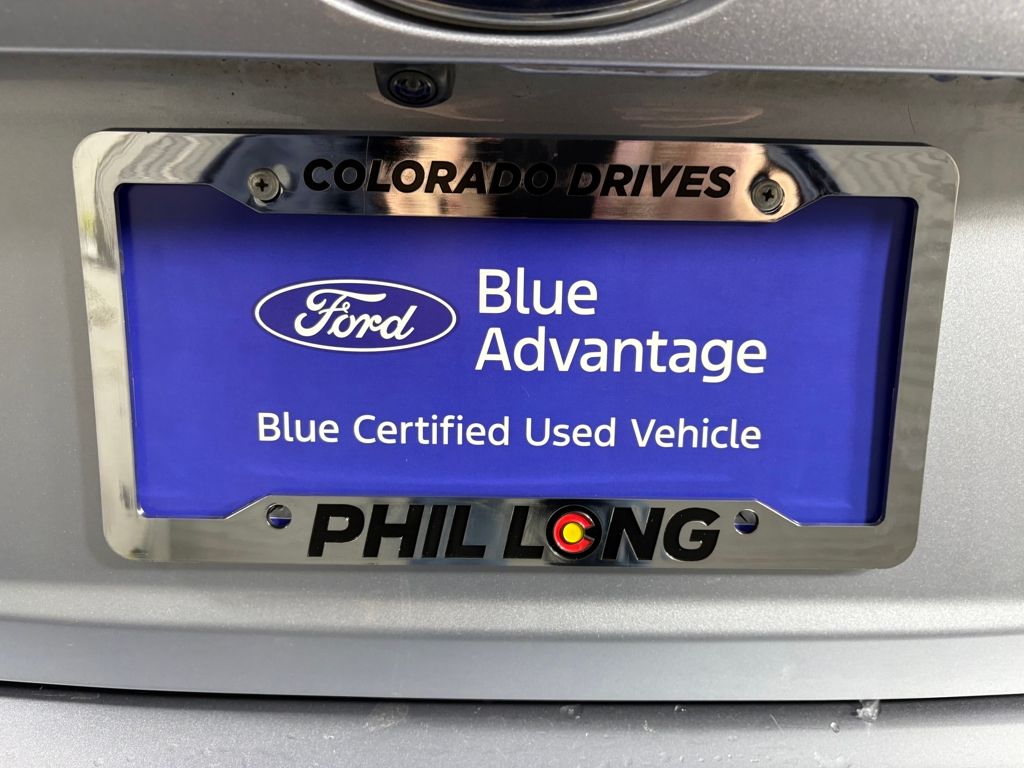 COLORADO DRIVES
Ford
Blue
Advantage
Blue Certified Used Vehicle
PHIL LONG